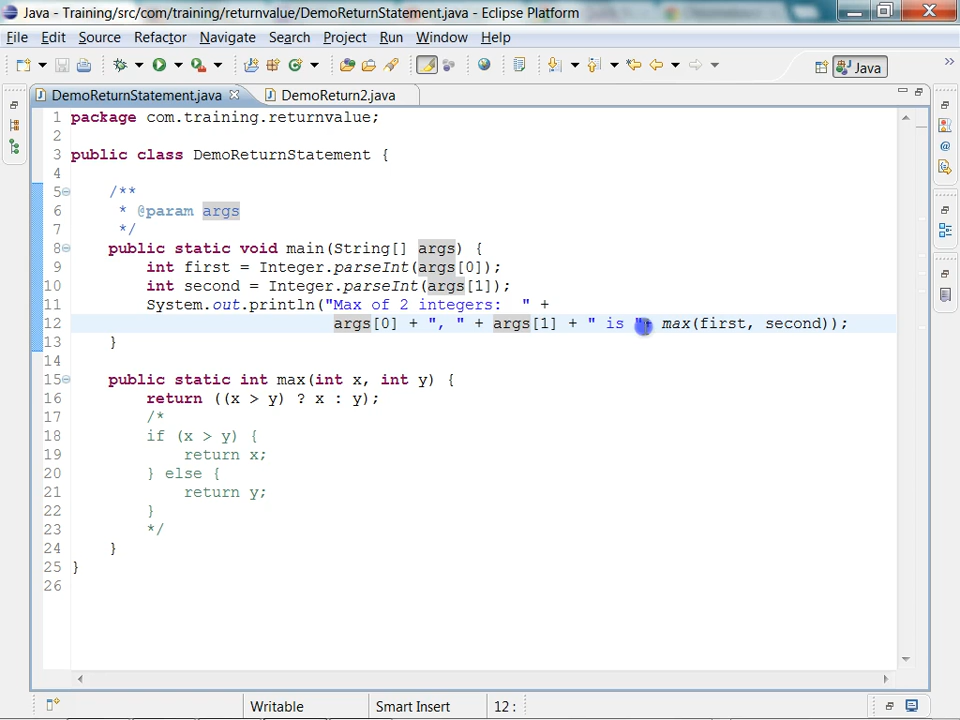 Java - Training/src/com/training/returnvalue/DemoReturnStatement.java - Eclipse Platform
File Edit Source Refactor Navigate Search Project Run Window Help
Java
DemoReturnStatement.java DemoReturn2.java
1 package com.training.returnvalue;
2
3 public class DemoReturnStatement {
4
5 /**
6 * @param args
7 */
8 public static void main(String[] args) {
9 int first = Integer.parseInt(args[0]);
10 int second = Integer.parseInt(args[1]);
11 System.out.println("Max of 2 integers:  " +
12 args[0] + ", " + args[1] + " is "+ max(first, second));
13 }
14
15 public static int max(int x, int y) {
16 return ((x > y) ? x : y);
17 /*
18 if (x > y) {
19 return x;
20 } else {
21 return y;
22 }
23 */
24 }
25 }
26
Writable Smart Insert 12 :